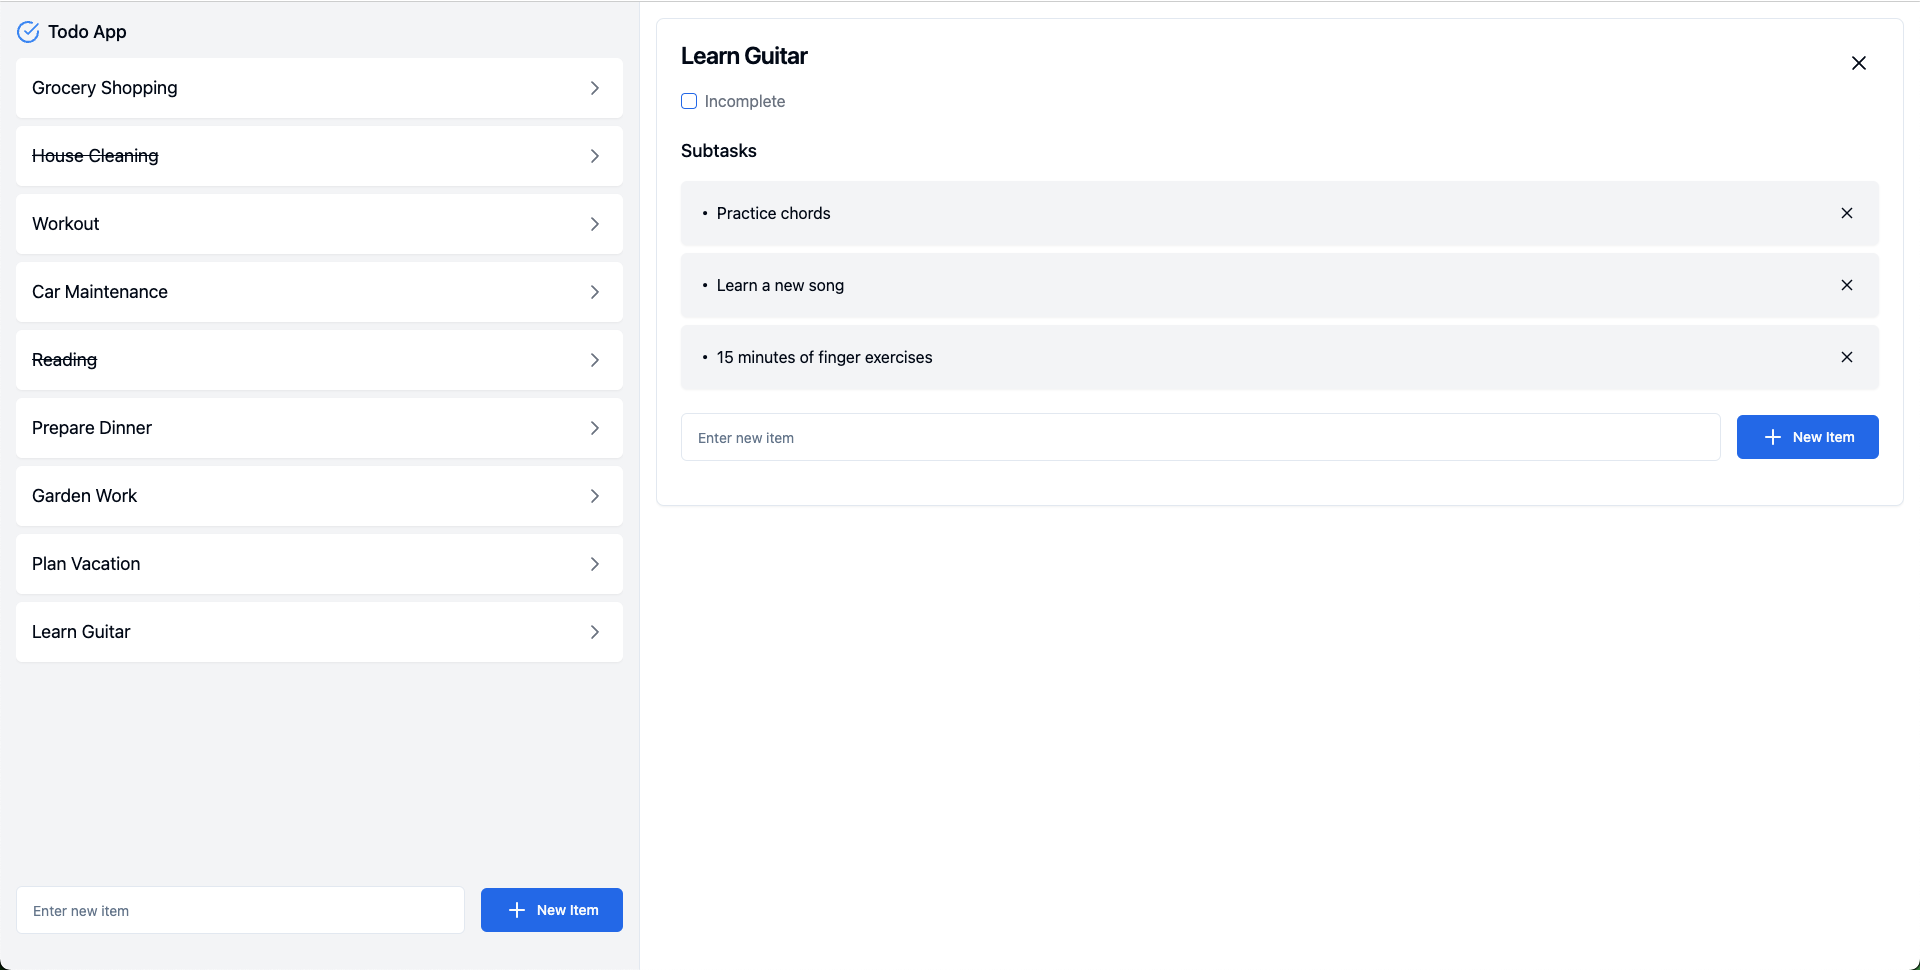 Todo App
Grocery Shopping
House Cleaning
Workout
Car Maintenance
Reading
Prepare Dinner
Garden Work
Plan Vacation
Learn Guitar
Enter new item
New Item
Learn Guitar
Incomplete
Subtasks
• Practice chords
• Learn a new song
• 15 minutes of finger exercises
Enter new item
New Item